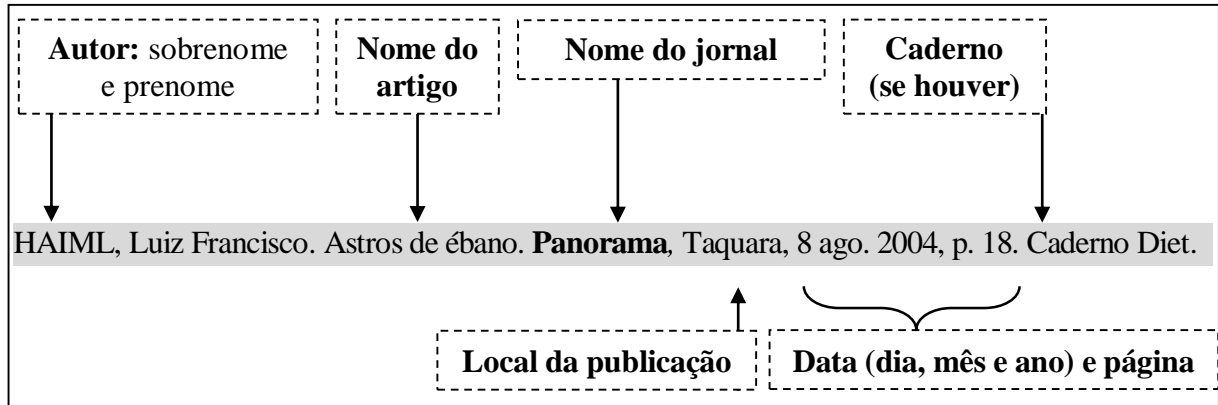 Autor: sobrenome
e prenome
Nome do
artigo
Nome do jornal
Caderno
(se houver)
HAIML, Luiz Francisco. Astros de ébano. Panorama, Taquara, 8 ago. 2004, p. 18. Caderno Diet.
Local da publicação
Data (dia, mês e ano) e página